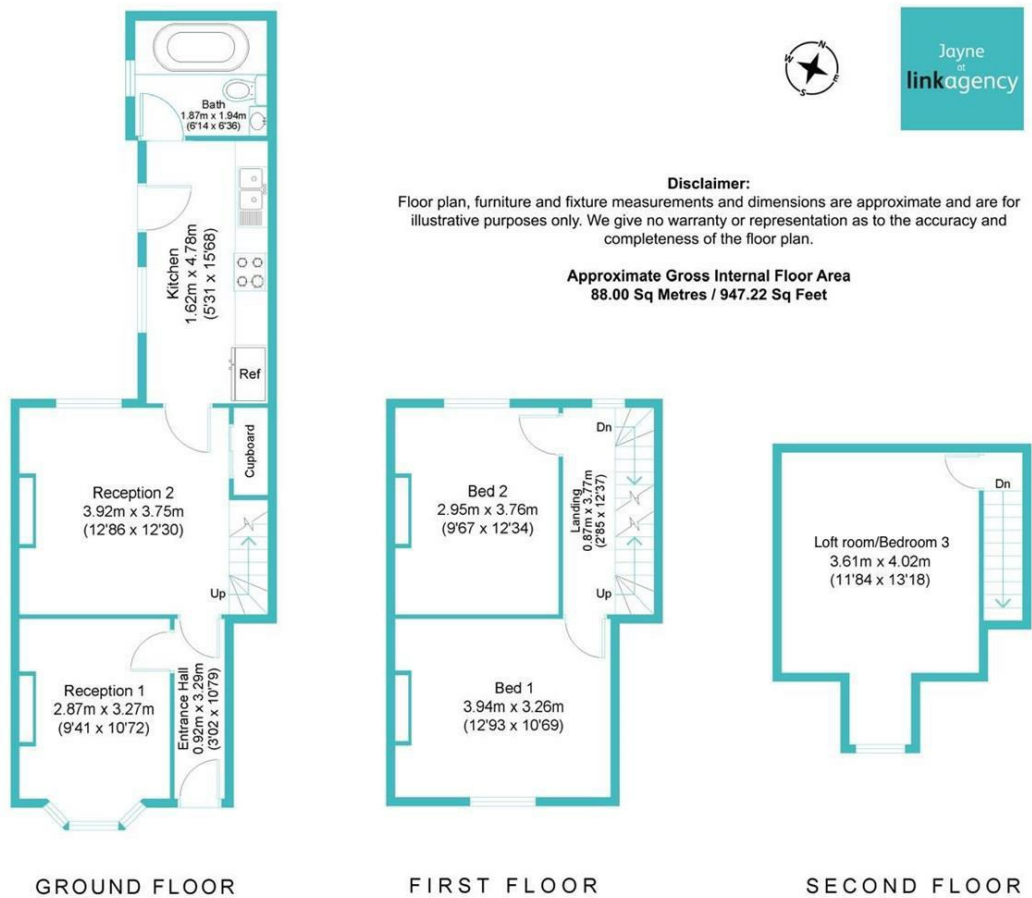 Jayne
at
linkagency
N
W
E
S
Disclaimer:
Floor plan, furniture and fixture measurements and dimensions are approximate and are for
illustrative purposes only. We give no warranty or representation as to the accuracy and
completeness of the floor plan.
Approximate Gross Internal Floor Area
88.00 Sq Metres / 947.22 Sq Feet
Bath
1.87m x 1.94m
(6'14 x 6'36)
Kitchen
1.62m x 4.78m
(5'31 x 15'68)
Ref
Cupboard
Reception 2
3.92m x 3.75m
(12'86 x 12'30)
Up
Reception 1
2.87m x 3.27m
(9'41 x 10'72)
Entrance Hall
0.92m x 3.29m
(3'02 x 10'79)
GROUND FLOOR
Dn
Bed 2
2.95m x 3.76m
(9'67 x 12'34)
Landing
0.87m x 3.77m
(2'85 x 12'37)
Up
Bed 1
3.94m x 3.26m
(12'93 x 10'69)
FIRST FLOOR
Dn
Loft room/Bedroom 3
3.61m x 4.02m
(11'84 x 13'18)
SECOND FLOOR